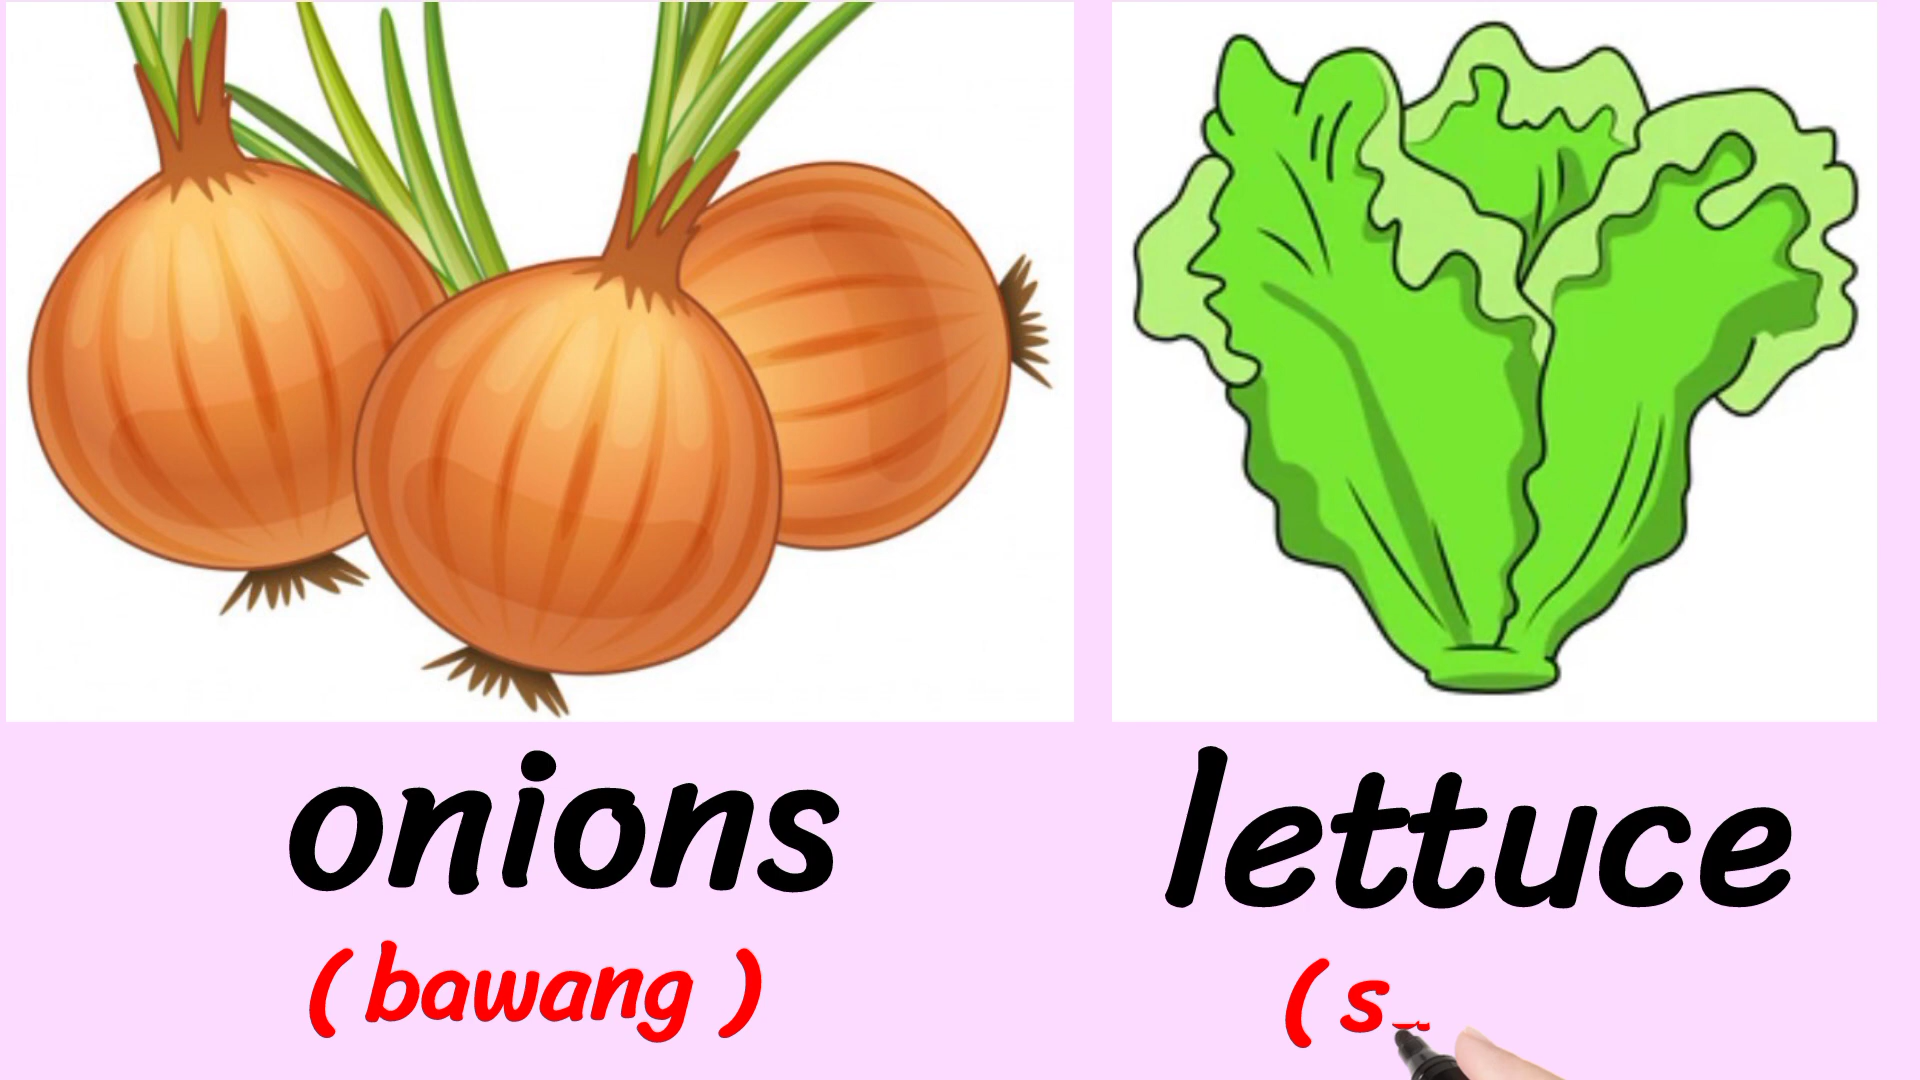 onions
lettuce
( bawang )
( s